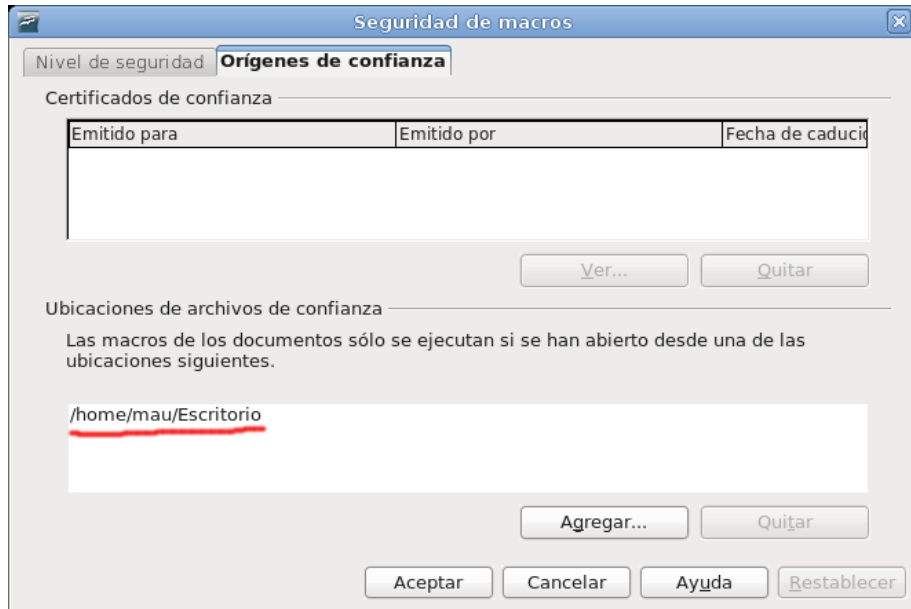 Seguridad de macros
Nivel de seguridad
Orígenes de confianza
Certificados de confianza
Emitido para
Emitido por
Fecha de caducid
Ver...
Quitar
Ubicaciones de archivos de confianza
Las macros de los documentos sólo se ejecutan si se han abierto desde una de las
ubicaciones siguientes.
/home/mau/Escritorio
Agregar...
Quitar
Aceptar
Cancelar
Ayuda
Restablecer